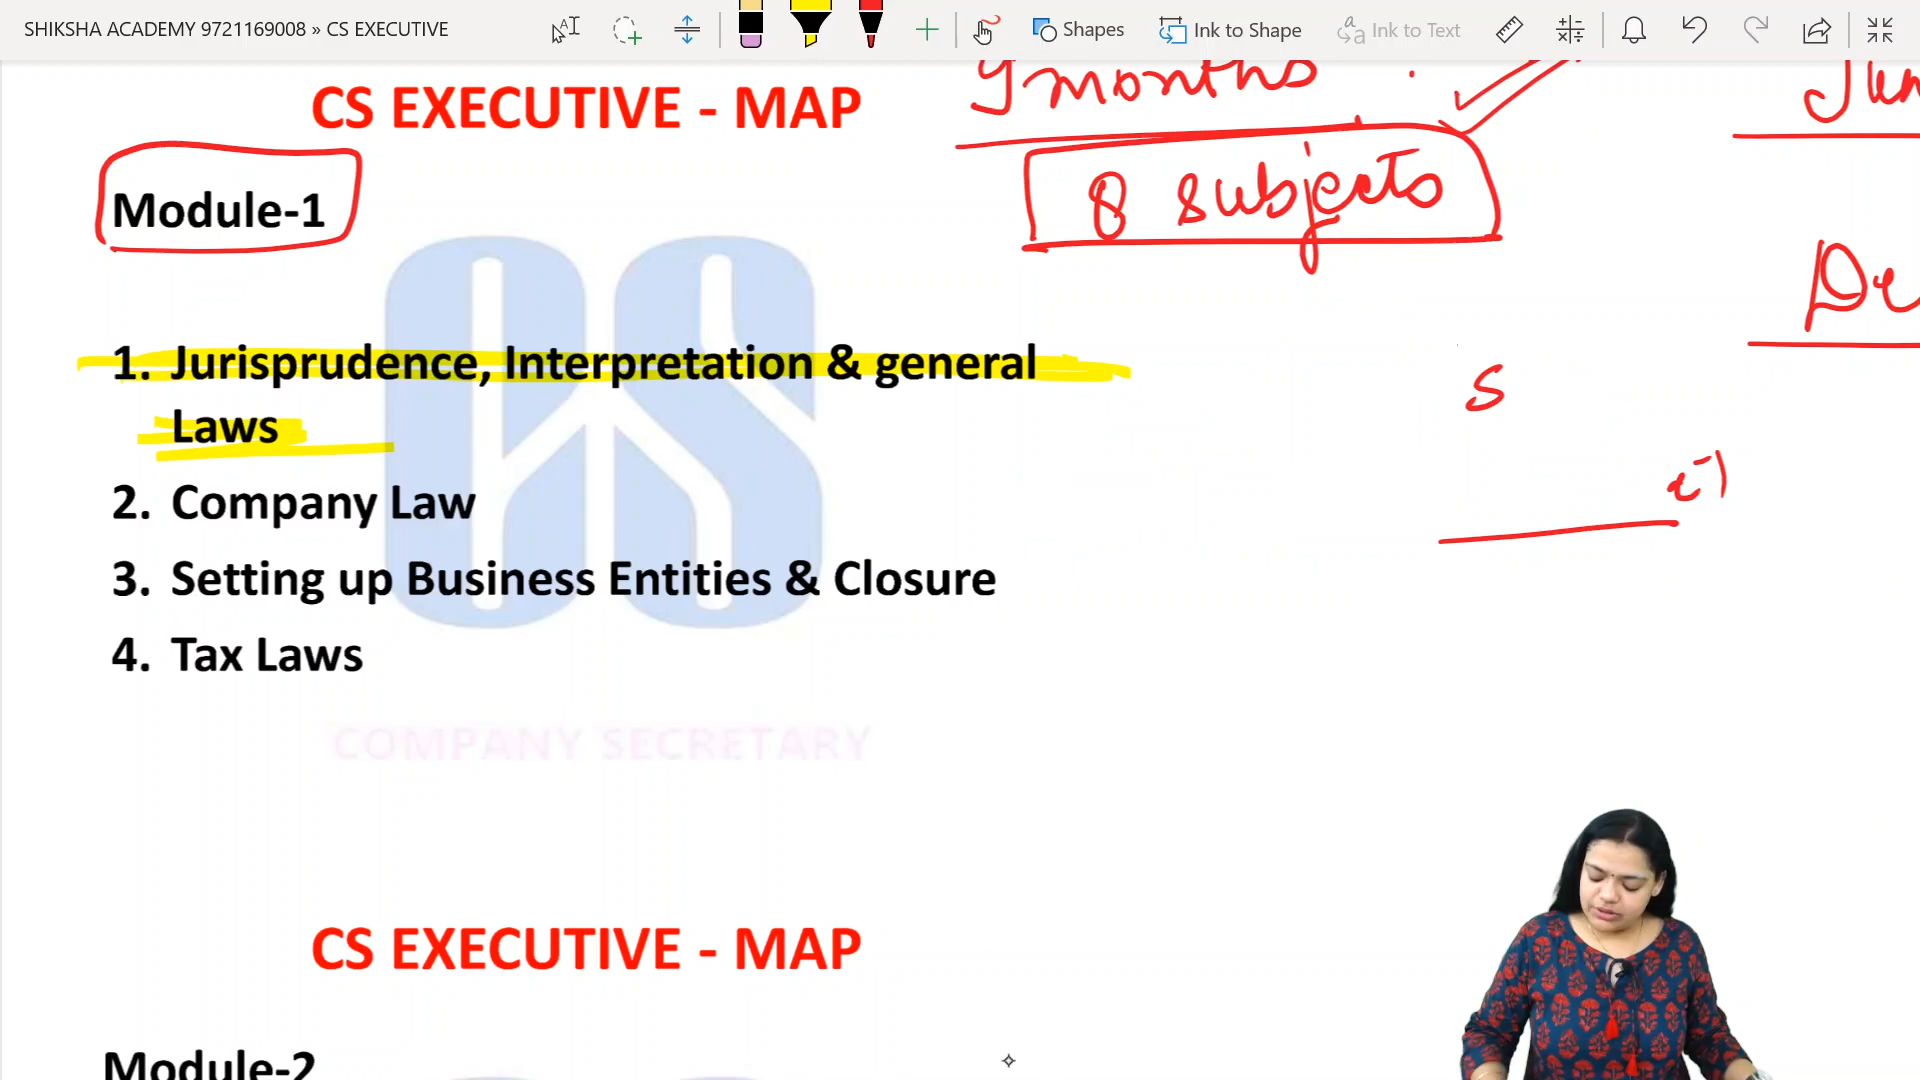 SHIKSHA ACADEMY 9721169008 » CS EXECUTIVE
Shapes
Ink to Shape
Ink to Text
CS EXECUTIVE - MAP
9 months
8 subjects
Module-1
1. Jurisprudence, Interpretation & general
Laws
2. Company Law
3. Setting up Business Entities & Closure
4. Tax Laws
CS
COMPANY SECRETARY
S
CS EXECUTIVE - MAP
Module-2